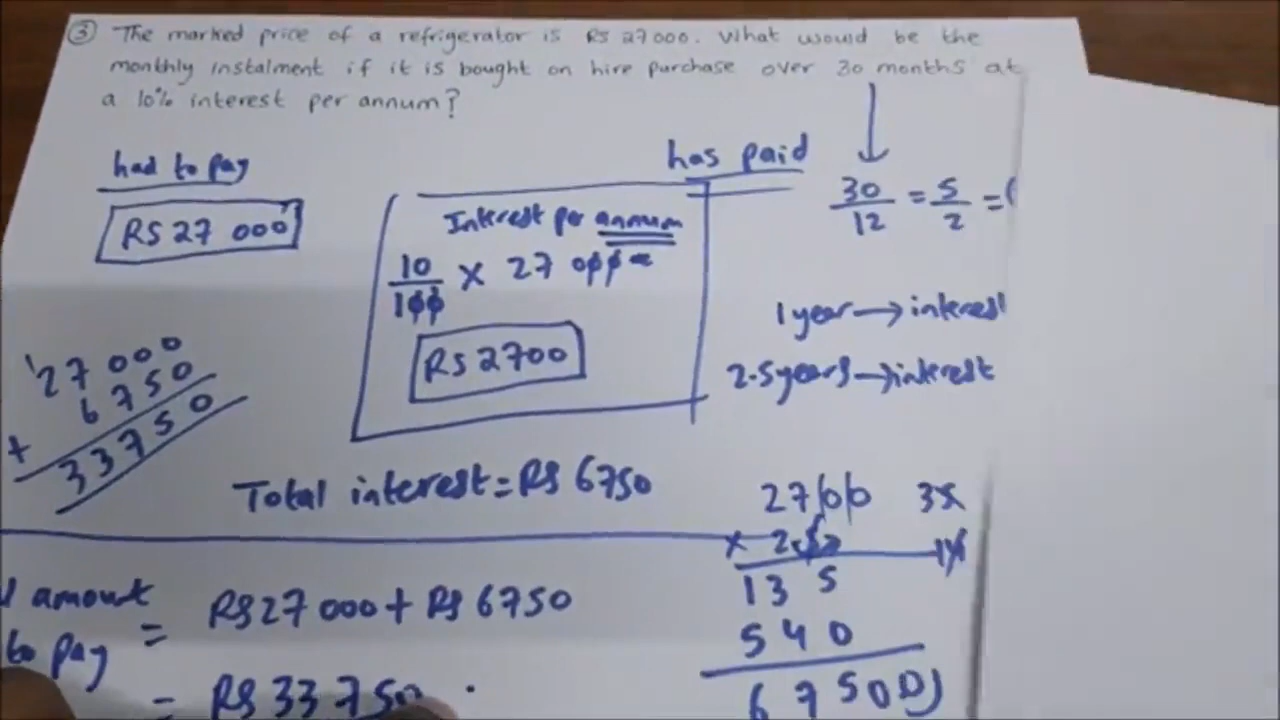 ③ The marked price of a refrigerator is Rs 27000. What would be the
monthly instalment if it is bought on hire purchase over 30 months at
a 10% interest per annum?
had to pay
Rs 27 000
has paid
Interest per annum
10/100 × 27 000
Rs 2700
30/12 = 5/2 =
1 year → interest
2.5 years → interest
27000
+ 6750
33750
Total interest = Rs 6750
2700
× 2.5
13 5
5 4 0
6 7 5 0 0
amount
to pay
= Rs 27 000 + Rs 6750
= Rs 33 750